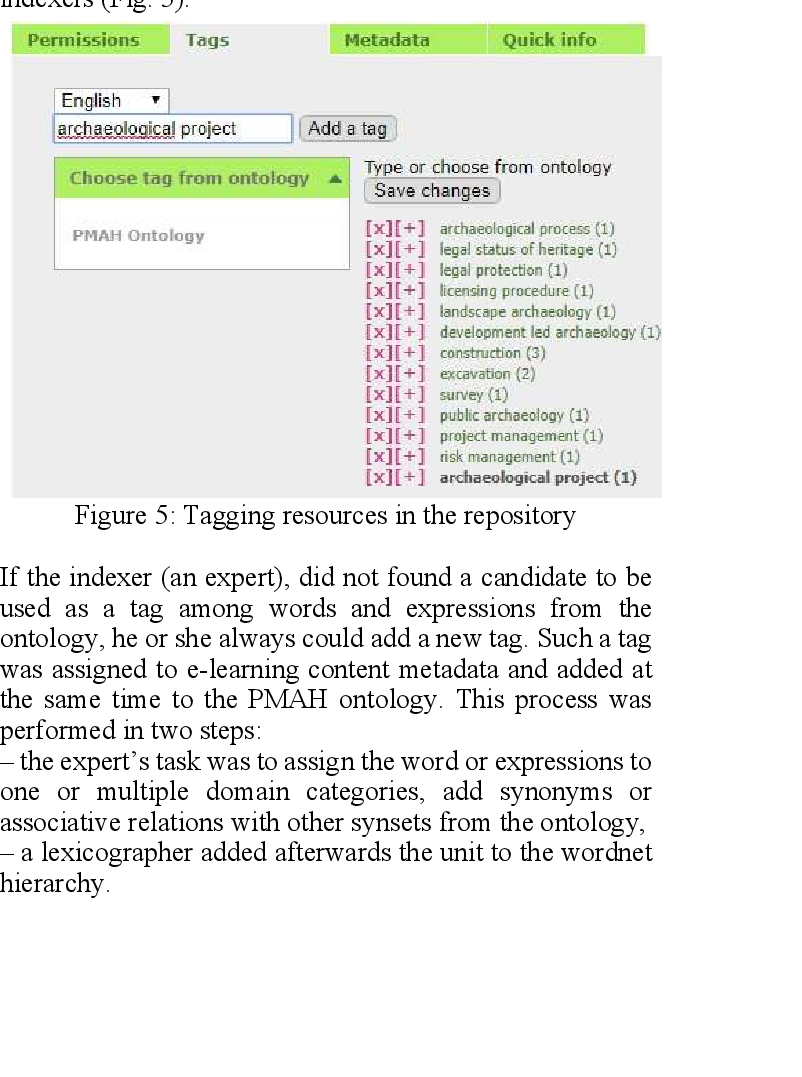 indexers (Fig. 5).
Permissions Tags Metadata Quick info
English ▼
archaeological project Add a tag
Choose tag from ontology ▲
PMAH Ontology
Type or choose from ontology
Save changes
[x][+] archaeological process (1)
[x][+] legal status of heritage (1)
[x][+] legal protection (1)
[x][+] licensing procedure (1)
[x][+] landscape archaeology (1)
[x][+] development led archaeology (1)
[x][+] construction (3)
[x][+] excavation (2)
[x][+] survey (1)
[x][+] public archaeology (1)
[x][+] project management (1)
[x][+] risk management (1)
[x][+] archaeological project (1)
Figure 5: Tagging resources in the repository
If the indexer (an expert), did not found a candidate to be
used as a tag among words and expressions from the
ontology, he or she always could add a new tag. Such a tag
was assigned to e-learning content metadata and added at
the same time to the PMAH ontology. This process was
performed in two steps:
– the expert’s task was to assign the word or expressions to
one or multiple domain categories, add synonyms or
associative relations with other synsets from the ontology,
– a lexicographer added afterwards the unit to the wordnet
hierarchy.